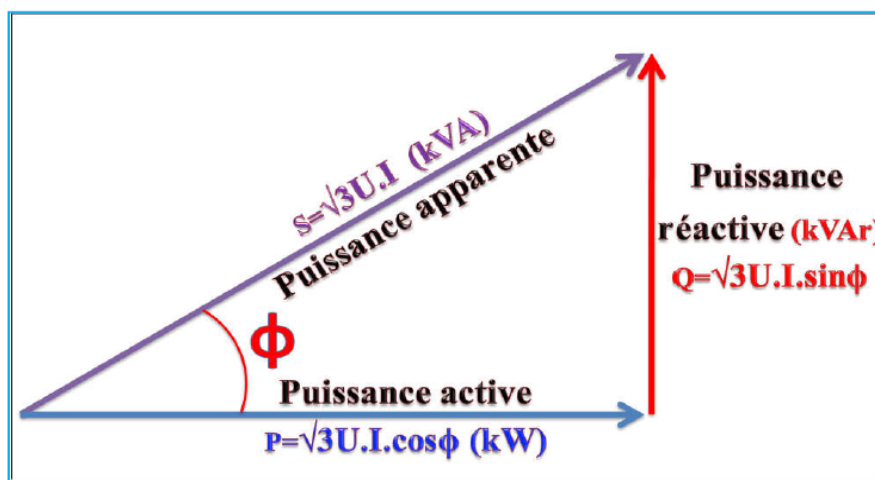 S=√3U.I (kVA)
Puissance apparente
Puissance
réactive (kVAr)
Q=√3U.I.sinϕ
ϕ
Puissance active
P=√3U.I.cosϕ (kW)